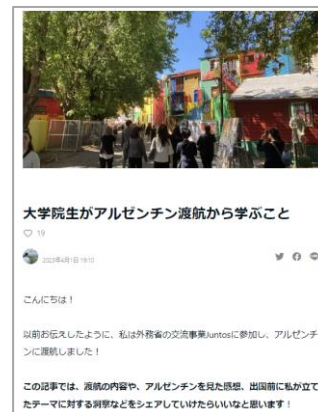 大学院生がアルゼンチン渡航から学ぶこと
19
2023年4月1日 19:10
こんにちは！
以前お伝えしたように、私は外務省の交流事業Juntosに参加し、アルゼンチ
ンに渡航しました！
この記事では、渡航の内容や、アルゼンチンを見た感想、出国前に私が立て
たテーマに対する洞察などをシェアしていけたらいいなと思います！